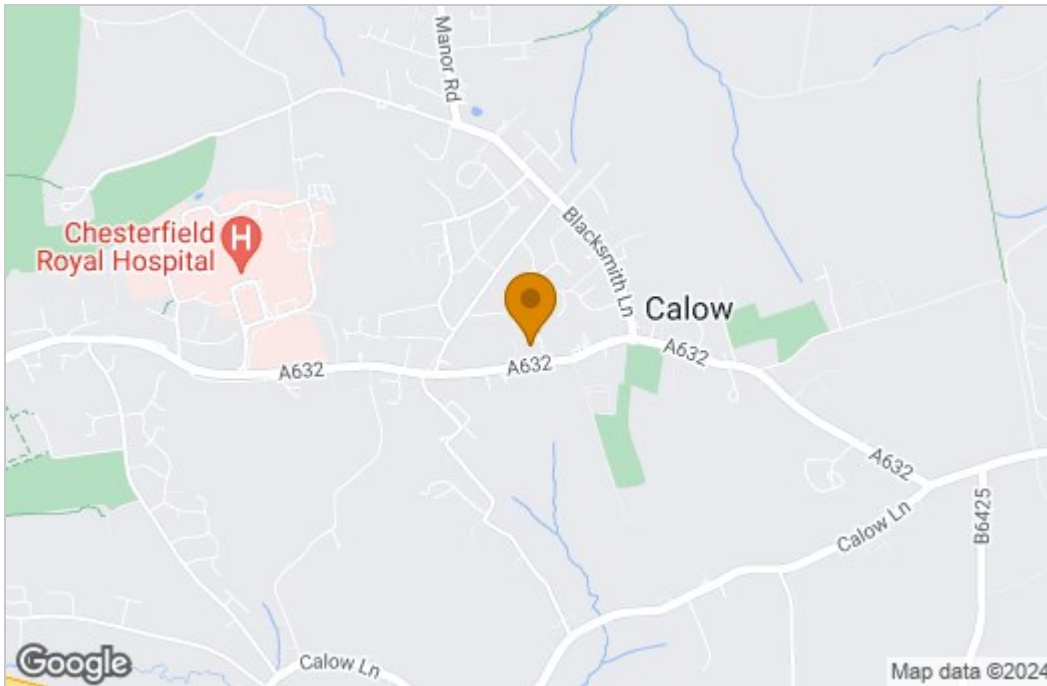 Manor Rd
Chesterfield
Royal Hospital
H
Blacksmith Ln
Calow
A632
A632
A632
A632
Calow Ln
B6425
Calow Ln
Google
Map data ©2024